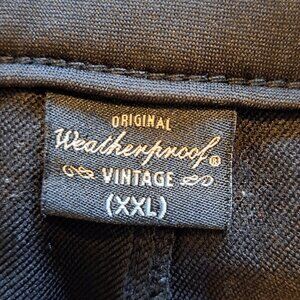 ORIGINAL
Weatherproof®
VINTAGE
(XXL)